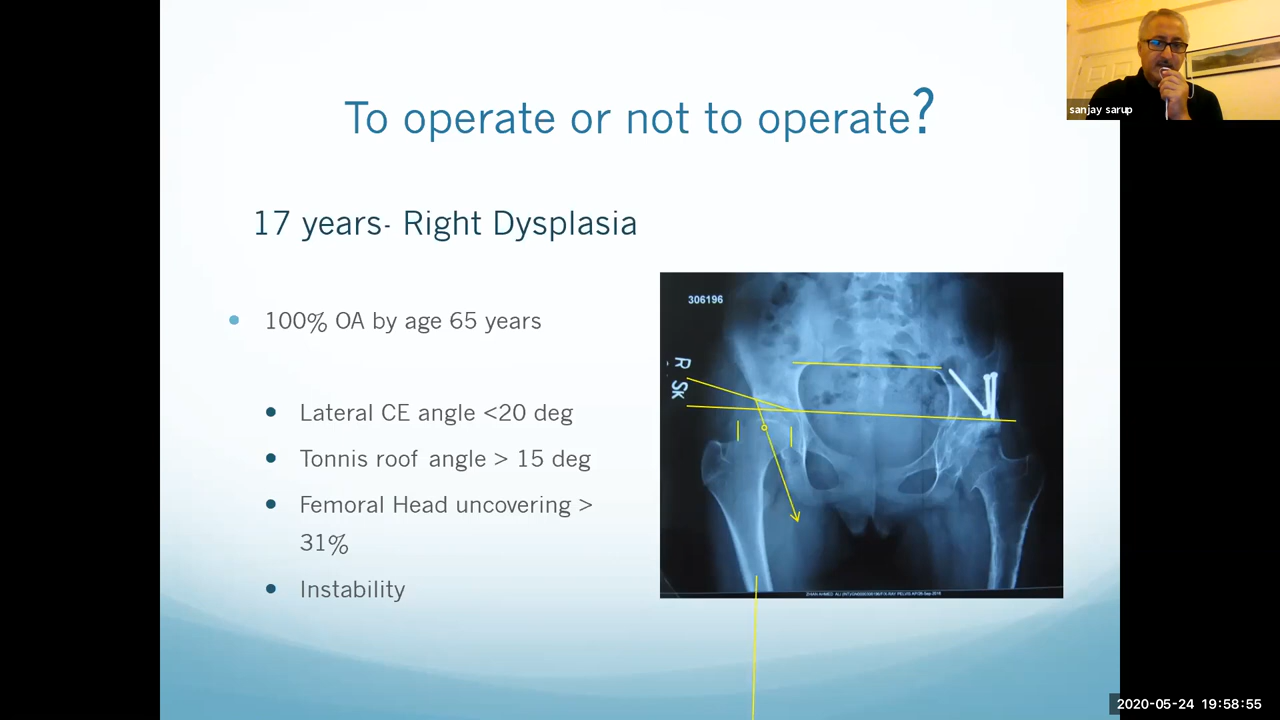 To operate or not to operate?
sanjay sarup
17 years- Right Dysplasia
100% OA by age 65 years
Lateral CE angle <20 deg
Tonnis roof angle > 15 deg
Femoral Head uncovering >
31%
Instability
306196
R
Sk
2020-05-24 19:58:55